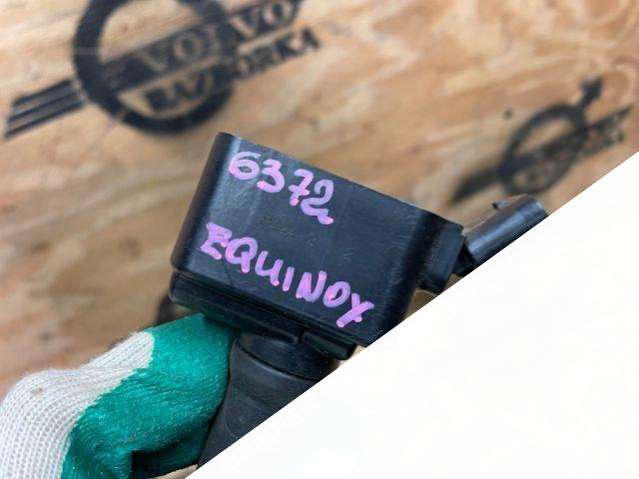 VOLVO
RAZBORKA
6372
EQUINOX